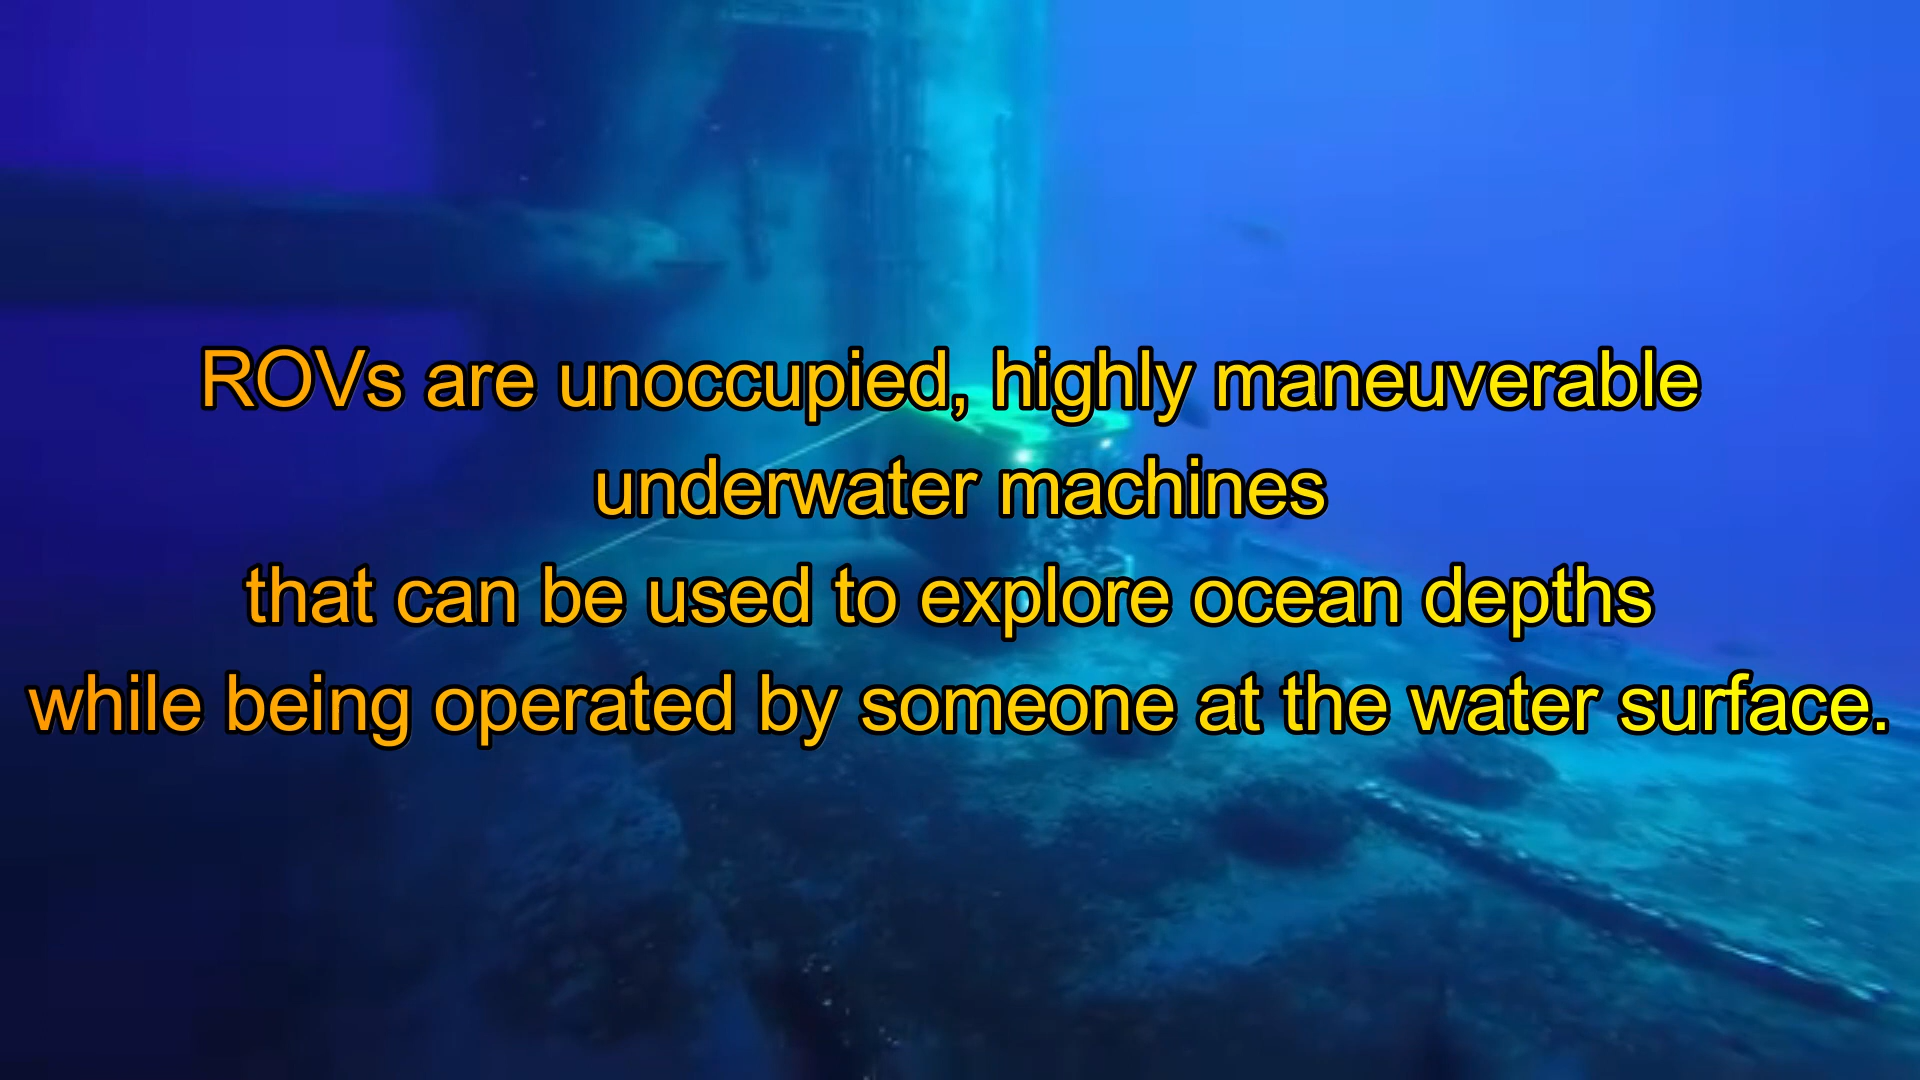 ROVs are unoccupied, highly maneuverable
underwater machines
that can be used to explore ocean depths
while being operated by someone at the water surface.